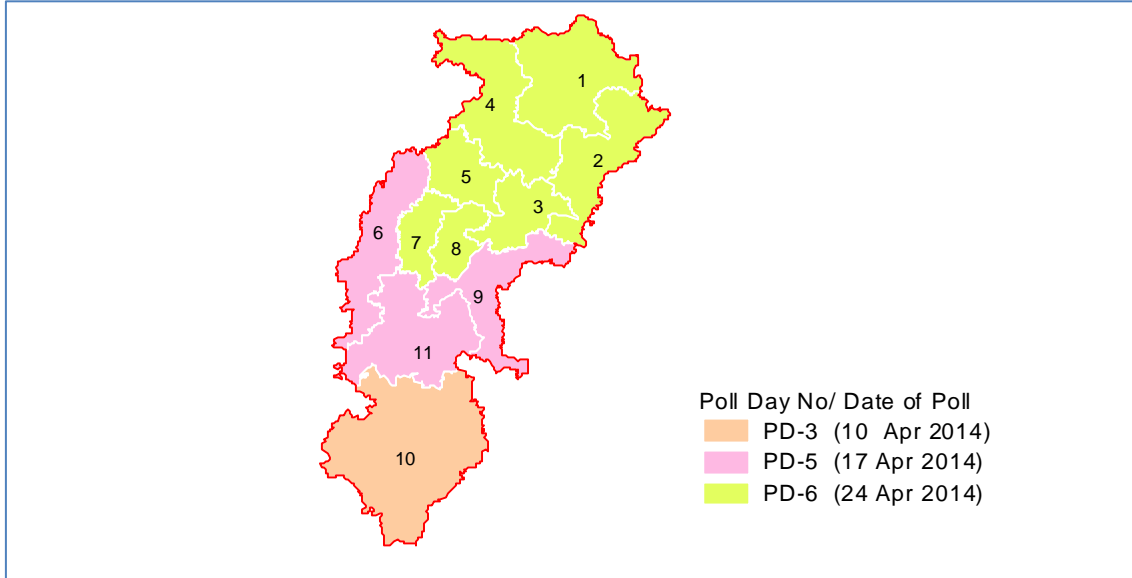 1
4
2
5
3
6
7
8
9
11
10
Poll Day No/ Date of Poll
PD-3 (10 Apr 2014)
PD-5 (17 Apr 2014)
PD-6 (24 Apr 2014)